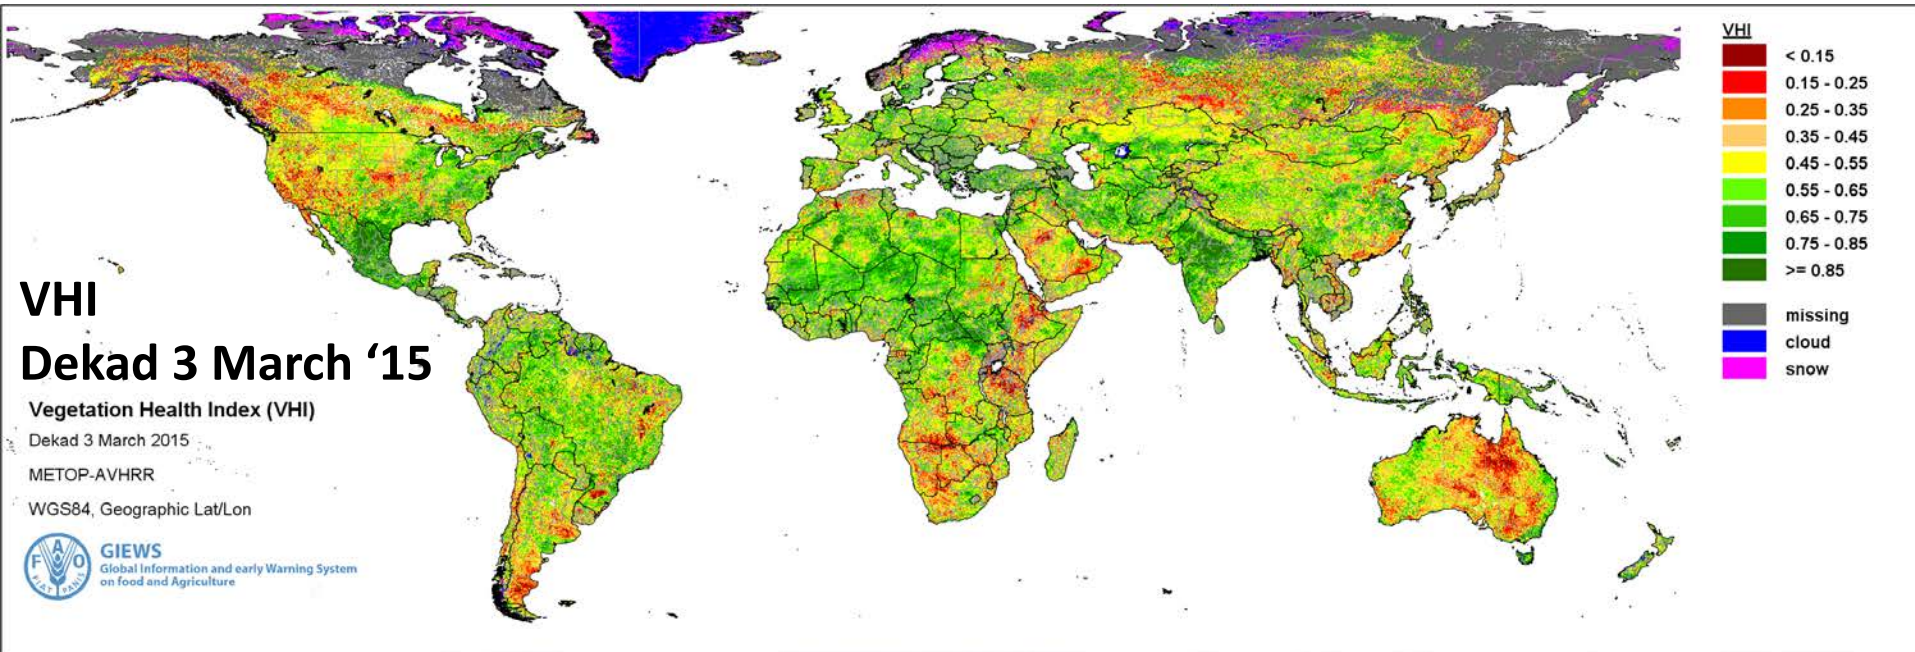 VHI
Dekad 3 March ‘15
Vegetation Health Index (VHI)
Dekad 3 March 2015
METOP-AVHRR
WGS84, Geographic Lat/Lon
FAO
FIAT PANIS
GIEWS
Global Information and early Warning System
on food and Agriculture
VHI
< 0.15
0.15 - 0.25
0.25 - 0.35
0.35 - 0.45
0.45 - 0.55
0.55 - 0.65
0.65 - 0.75
0.75 - 0.85
>= 0.85
missing
cloud
snow